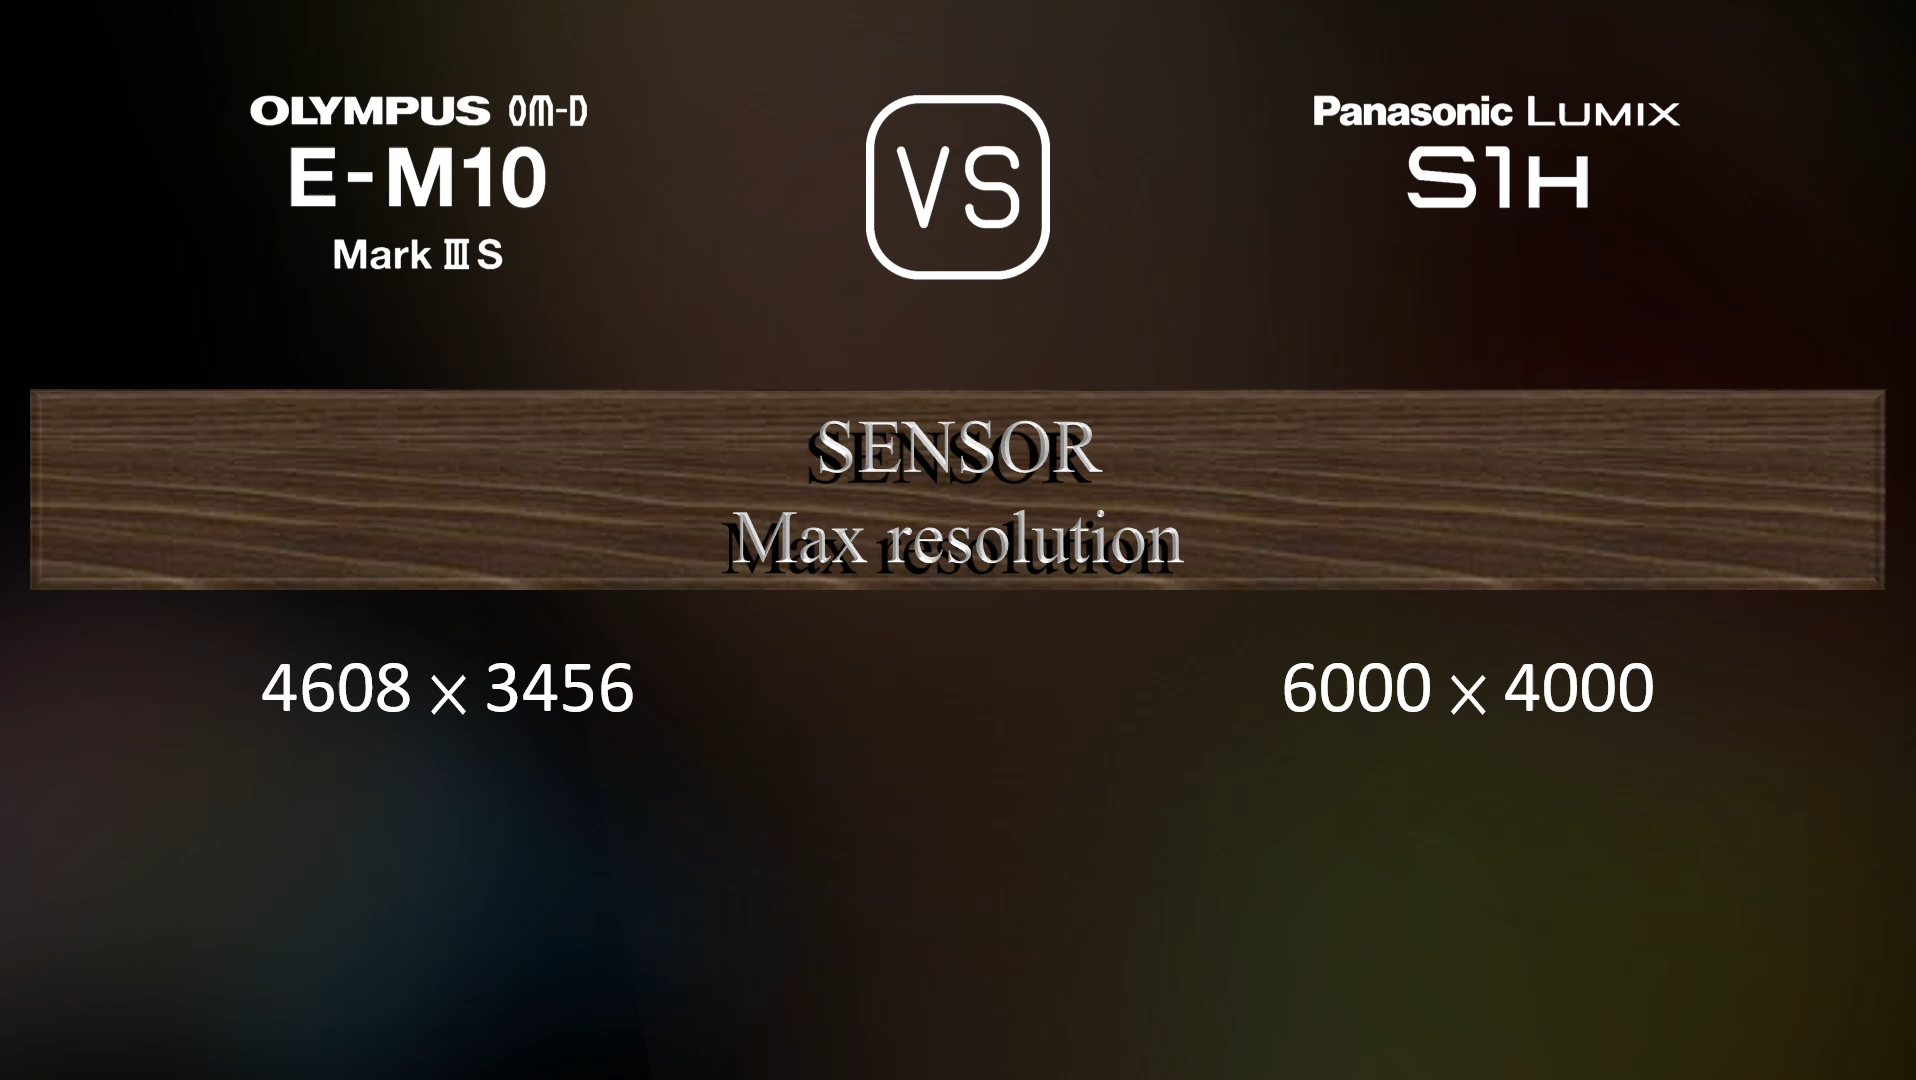 OLYMPUS OM-D
E-M10
Mark III S
VS
Panasonic LUMIX
S1H
SENSOR
Max resolution
4608 x 3456
6000 x 4000